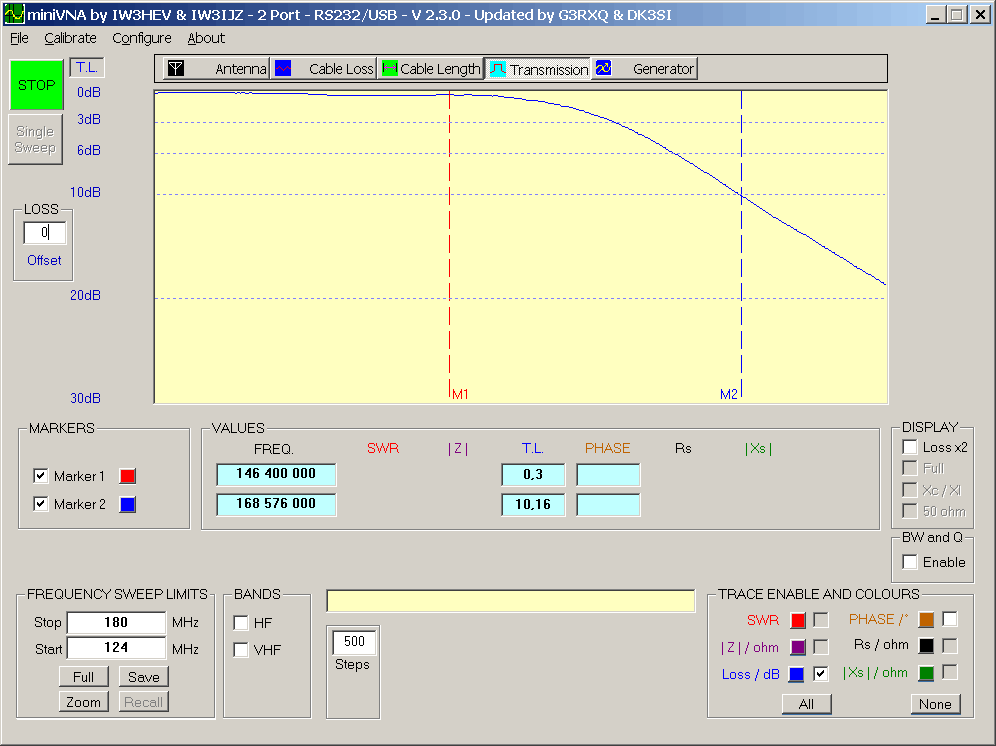 miniVNA by IW3HEV & IW3IJZ - 2 Port - RS232/USB - V 2.3.0 - Updated by G3RXQ & DK3SI
File Calibrate Configure About
STOP
Single
Sweep
T.L.
Antenna Cable Loss Cable Length Transmission Generator
0dB
3dB
6dB
10dB
20dB
30dB
LOSS
0
Offset
M1
M2
MARKERS
Marker 1
Marker 2
VALUES
FREQ. SWR |Z| T.L. PHASE Rs |Xs|
146 400 000 0,3
168 576 000 10,16
DISPLAY
Loss x2
Full
Xc / Xl
50 ohm
BW and Q
Enable
FREQUENCY SWEEP LIMITS
Stop 180 MHz
Start 124 MHz
Full Save
Zoom Recall
BANDS
HF
VHF
500
Steps
TRACE ENABLE AND COLOURS
SWR PHASE /°
|Z| / ohm Rs / ohm
Loss / dB |Xs| / ohm
All None